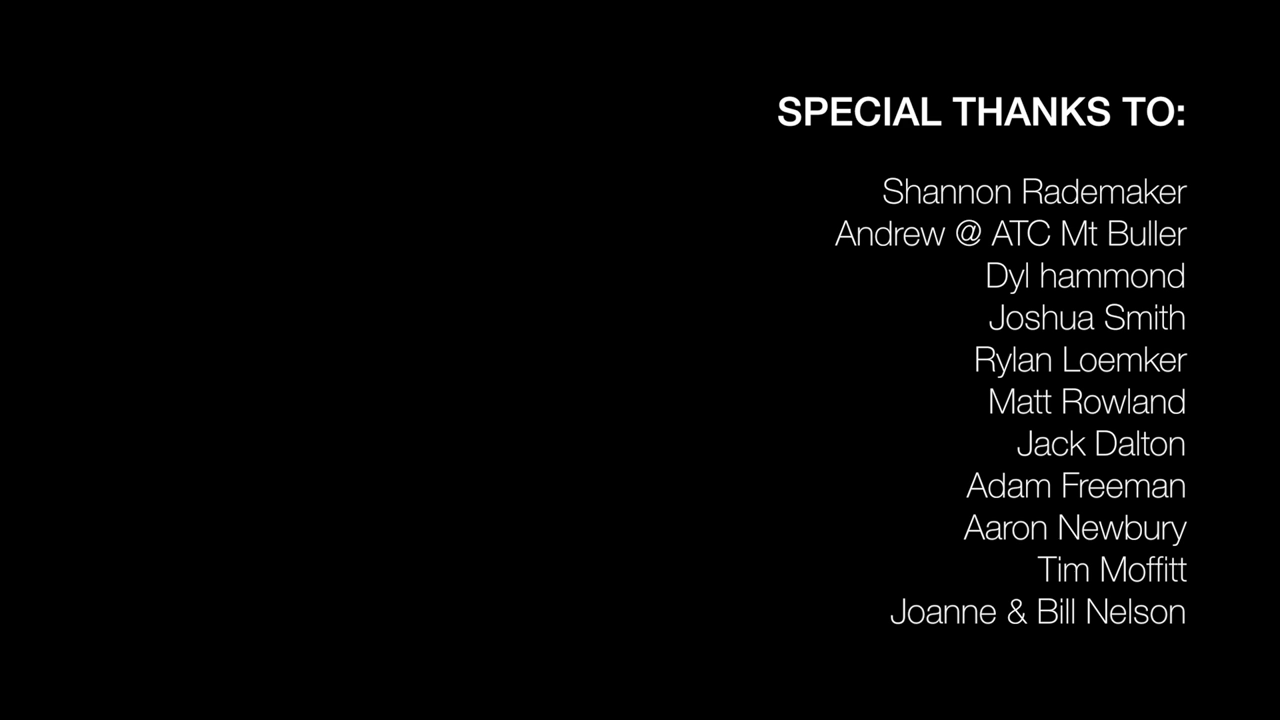 SPECIAL THANKS TO:
Shannon Rademaker
Andrew @ ATC Mt Buller
Dyl hammond
Joshua Smith
Rylan Loemker
Matt Rowland
Jack Dalton
Adam Freeman
Aaron Newbury
Tim Moffitt
Joanne & Bill Nelson